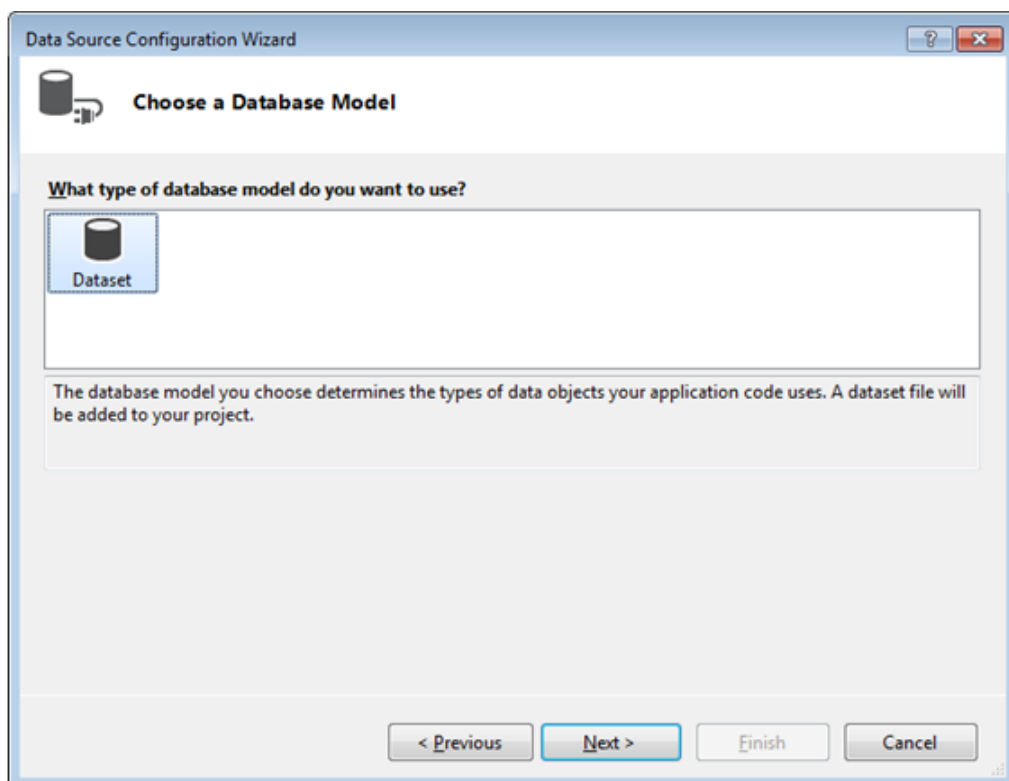 Data Source Configuration Wizard
Choose a Database Model
What type of database model do you want to use?
Dataset
The database model you choose determines the types of data objects your application code uses. A dataset file will
be added to your project.
< Previous
Next >
Finish
Cancel